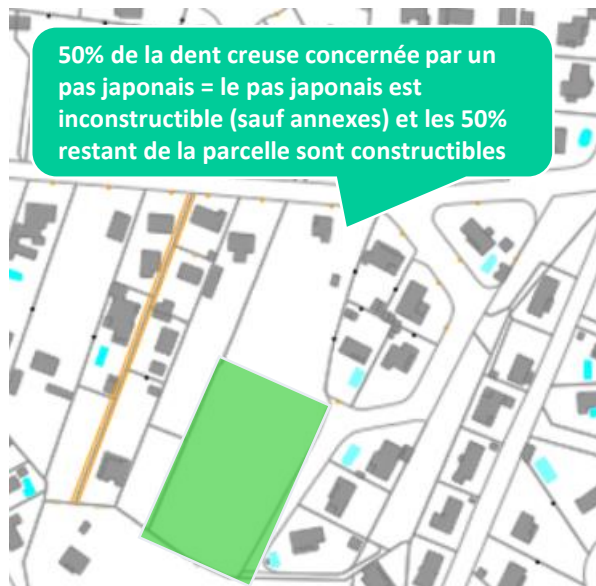 50% de la dent creuse concernée par un
pas japonais = le pas japonais est
inconstructible (sauf annexes) et les 50%
restant de la parcelle sont constructibles